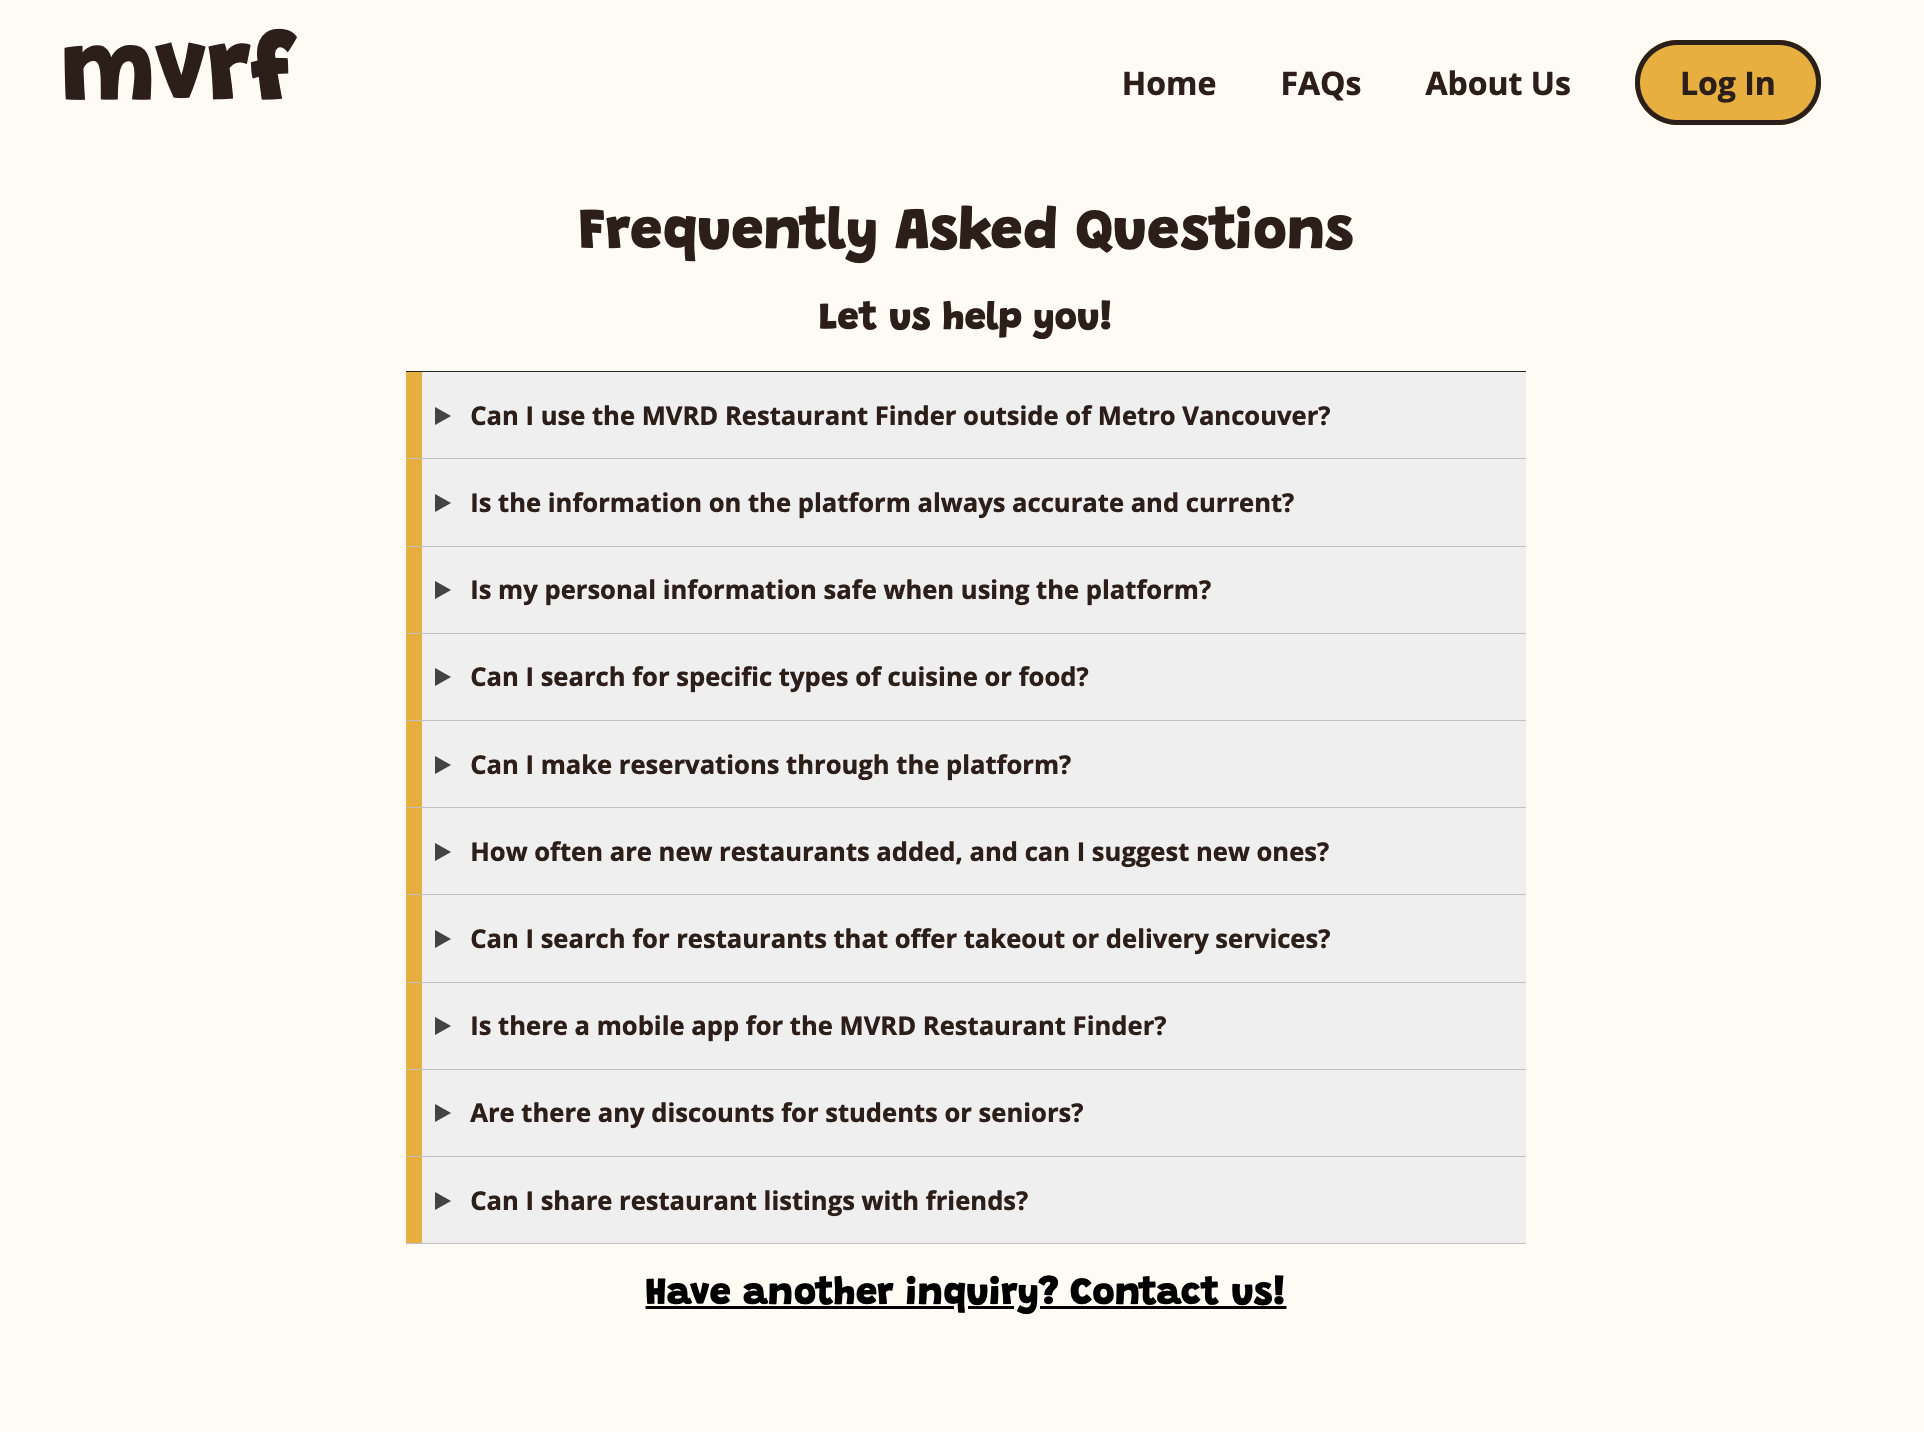 mvrf
Home FAQs About Us Log In
Frequently Asked Questions
Let us help you!
Can I use the MVRD Restaurant Finder outside of Metro Vancouver?
Is the information on the platform always accurate and current?
Is my personal information safe when using the platform?
Can I search for specific types of cuisine or food?
Can I make reservations through the platform?
How often are new restaurants added, and can I suggest new ones?
Can I search for restaurants that offer takeout or delivery services?
Is there a mobile app for the MVRD Restaurant Finder?
Are there any discounts for students or seniors?
Can I share restaurant listings with friends?
Have another inquiry? Contact us!